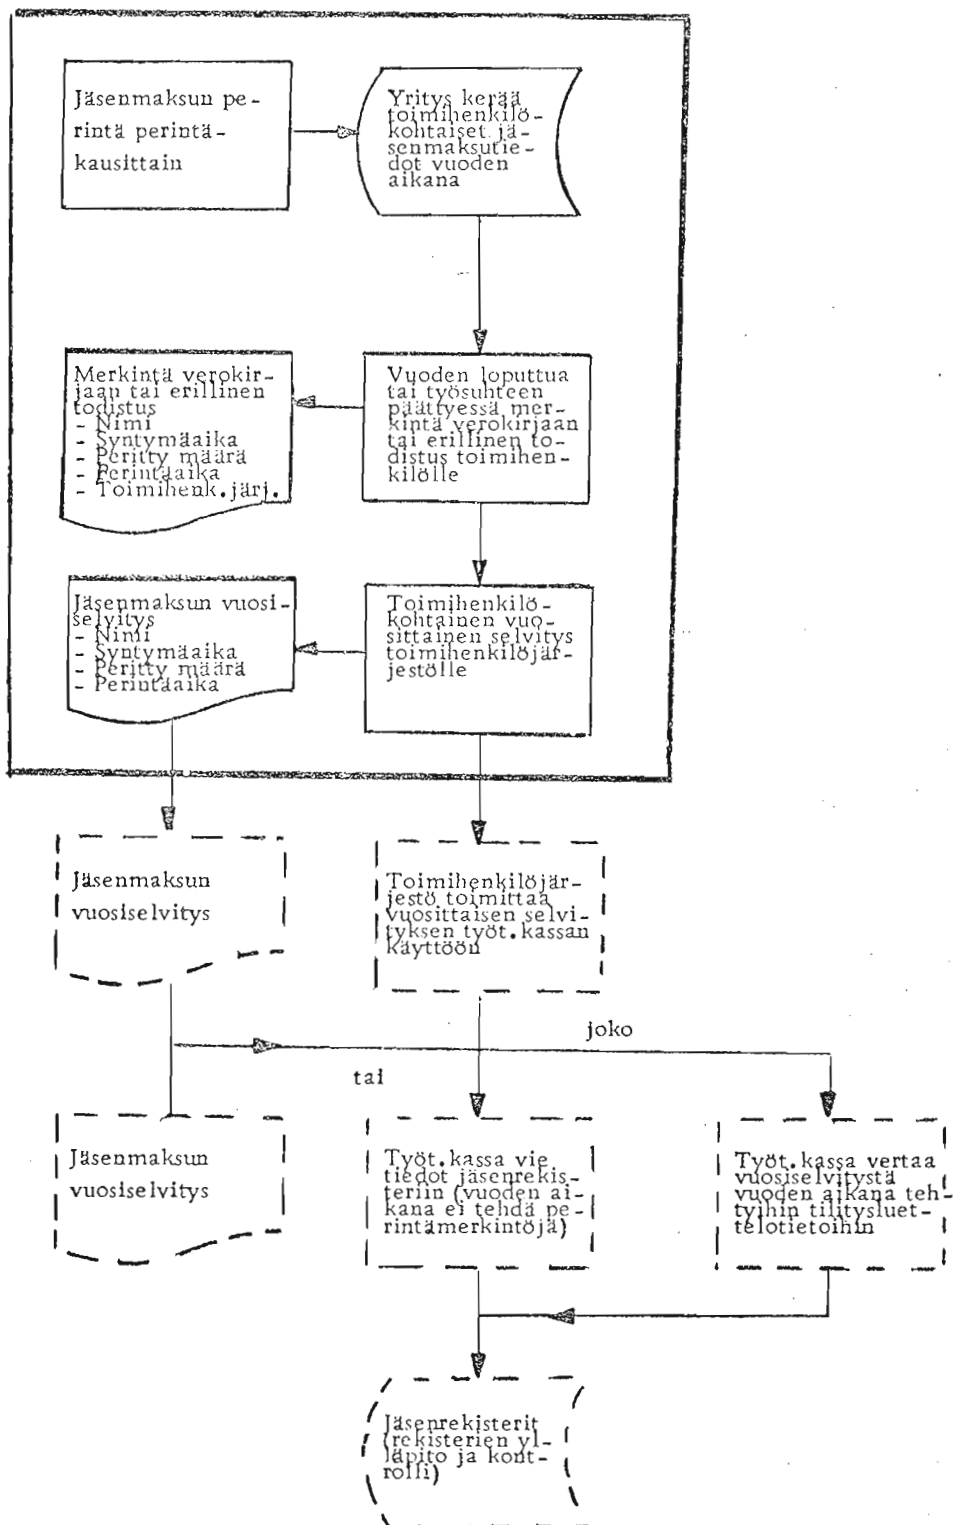 Jäsenmaksun pe-
rintä perintä-
kausittain
Yritys kerää
toimihenkilö-
kohtaiset jä-
senmaksutie-
dot vuoden
aikana
Merkintä verokir-
jaan tai erillinen
todistus
- Nimi
- Syntymäaika
- Peritty määrä
- Perintäaika
- Toimihenk.järj.
Vuoden loputtua
tai työsuhteen
päättyessä mer-
kintä verokirjaan
tai erillinen to-
distus toimihen-
kilölle
Jäsenmaksun vuosi-
selvitys
- Nimi
- Syntymäaika
- Peritty määrä
- Perintäaika
Toimihenkilö-
kohtainen vuo-
sittainen selvitys
toimihenkilöjär-
jestölle
Jäsenmaksun
vuosiselvitys
Toimihenkilöjär-
jestö toimittaa
vuosittaisen selvi-
tyksen työt.kassan
käyttöön
joko
tai
Jäsenmaksun
vuosiselvitys
Työt.kassa vie
tiedot jäsenrekis-
teriin (vuoden ai-
kana ei tehdä pe-
rintämerkintöjä)
Työt.kassa vertaa
vuosiselvitystä
vuoden aikana teh-
tyihin tilitysluet-
telotietoihin
Jäsenrekisterit
(rekisterien yl-
läpito ja kont-
rolli)